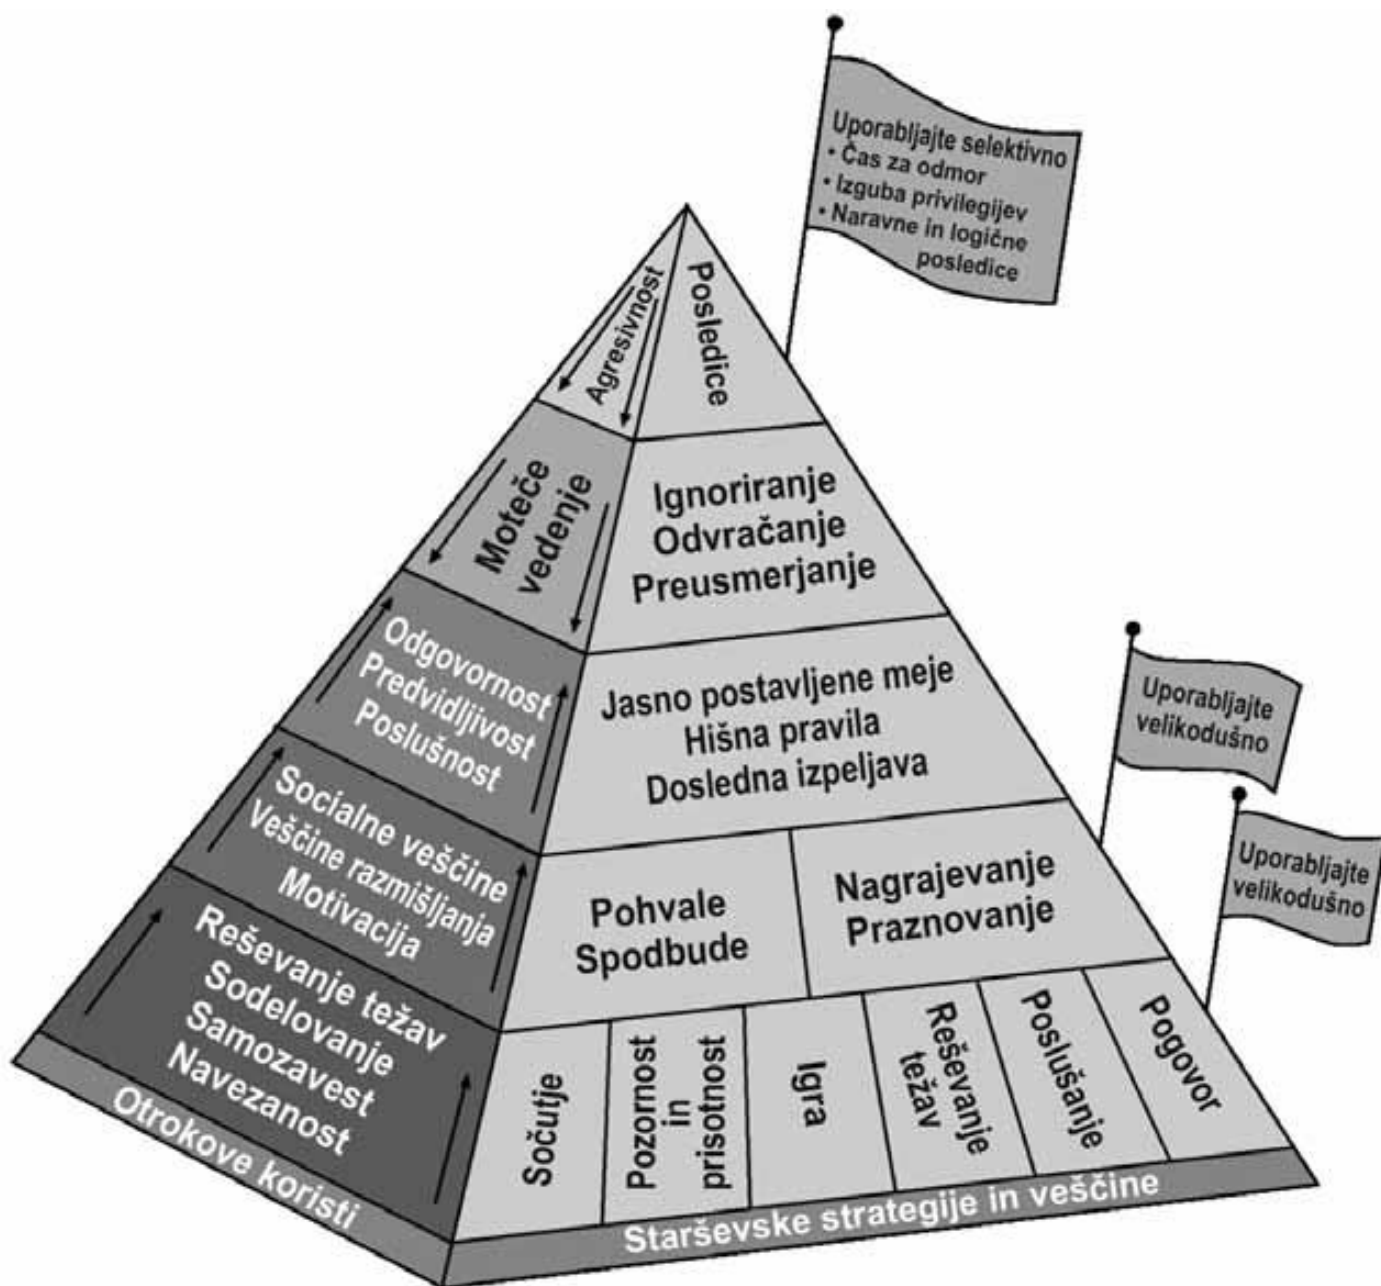 Uporabljajte selektivno
• Čas za odmor
• Izguba privilegijev
• Naravne in logične
posledice
Agresivnost
Posledice
Moteče
vedenje
Ignoriranje
Odvračanje
Preusmerjanje
Odgovornost
Predvidljivost
Poslušnost
Jasno postavljene meje
Hišna pravila
Dosledna izpeljava
Uporabljajte
velikodušno
Socialne veščine
Veščine razmišljanja
Motivacija
Pohvale
Spodbude
Nagrajevanje
Praznovanje
Uporabljajte
velikodušno
Reševanje težav
Sodelovanje
Samozavest
Navezanost
Sočutje
Pozornost
in
prisotnost
Igra
Reševanje
težav
Poslušanje
Pogovor
Otrokove koristi
Starševske strategije in veščine